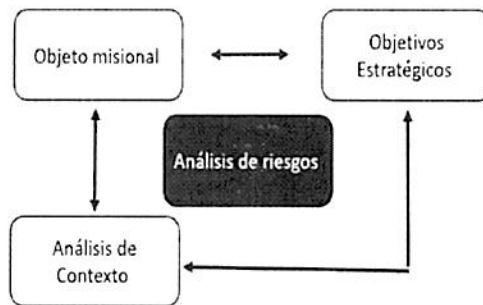 Objeto misional
Objetivos
Estratégicos
Análisis de riesgos
Análisis de
Contexto